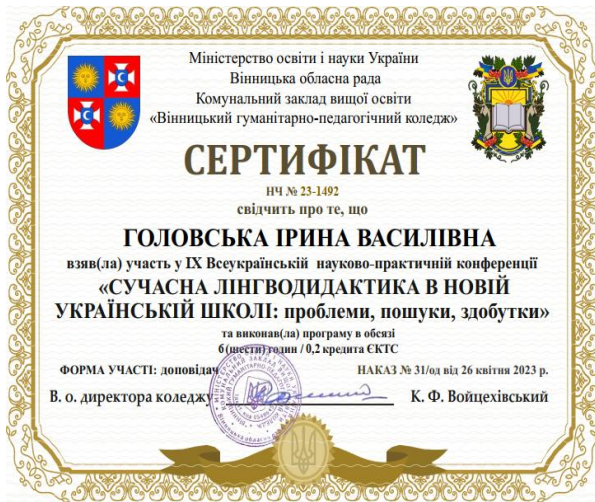 Міністерство освіти і науки України
Вінницька обласна рада
Комунальний заклад вищої освіти
«Вінницький гуманітарно-педагогічний коледж»
СЕРТИФІКАТ
НЧ № 23-1492
свідчить про те, що
ГОЛОВСЬКА ІРИНА ВАСИЛІВНА
взяв(ла) участь у ІХ Всеукраїнській науково-практичній конференції
«СУЧАСНА ЛІНГВОДИДАКТИКА В НОВІЙ
УКРАЇНСЬКІЙ ШКОЛІ: проблеми, пошуки, здобутки»
та виконав(ла) програму в обсязі
6 (шести) годин / 0,2 кредита ЄКТС
ФОРМА УЧАСТІ: доповідач НАКАЗ № 31/од від 26 квітня 2023 р.
В. о. директора коледжу К. Ф. Войцехівський